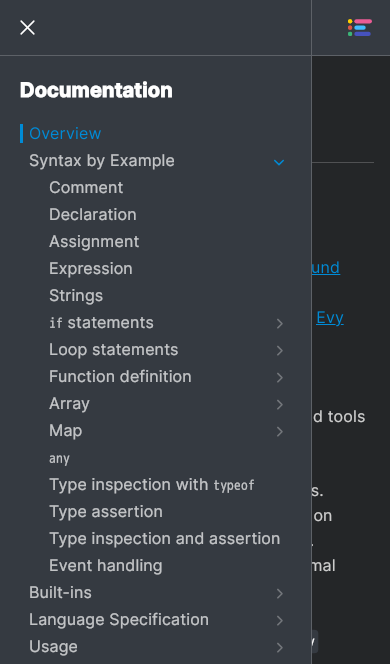 Documentation
Overview
Syntax by Example
Comment
Declaration
Assignment
Expression
Strings
if statements
Loop statements
Function definition
Array
Map
any
Type inspection with typeof
Type assertion
Type inspection and assertion
Event handling
Built-ins
Language Specification
Usage
und
Evy
d tools
s.
on
.
mal